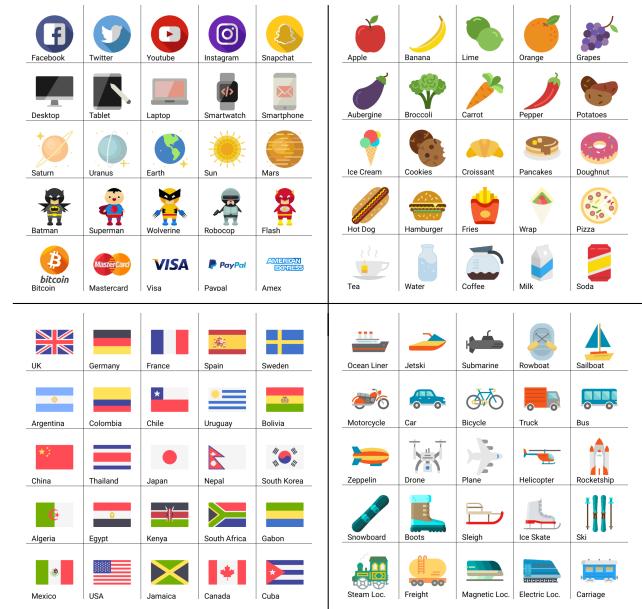 Facebook Twitter Youtube Instagram Snapchat
Desktop Tablet Laptop Smartwatch Smartphone
Saturn Uranus Earth Sun Mars
Batman Superman Wolverine Robocop Flash
bitcoin MasterCard VISA PayPal AMERICAN EXPRESS
Bitcoin Mastercard Visa Paypal Amex
Apple Banana Lime Orange Grapes
Aubergine Broccoli Carrot Pepper Potatoes
Ice Cream Cookies Croissant Pancakes Doughnut
Hot Dog Hamburger Fries Wrap Pizza
Tea Water Coffee Milk Soda
UK Germany France Spain Sweden
Argentina Colombia Chile Uruguay Bolivia
China Thailand Japan Nepal South Korea
Algeria Egypt Kenya South Africa Gabon
Mexico USA Jamaica Canada Cuba
Ocean Liner Jetski Submarine Rowboat Sailboat
Motorcycle Car Bicycle Truck Bus
Zeppelin Drone Plane Helicopter Rocketship
Snowboard Boots Sleigh Ice Skate Ski
Steam Loc. Freight Magnetic Loc. Electric Loc. Carriage